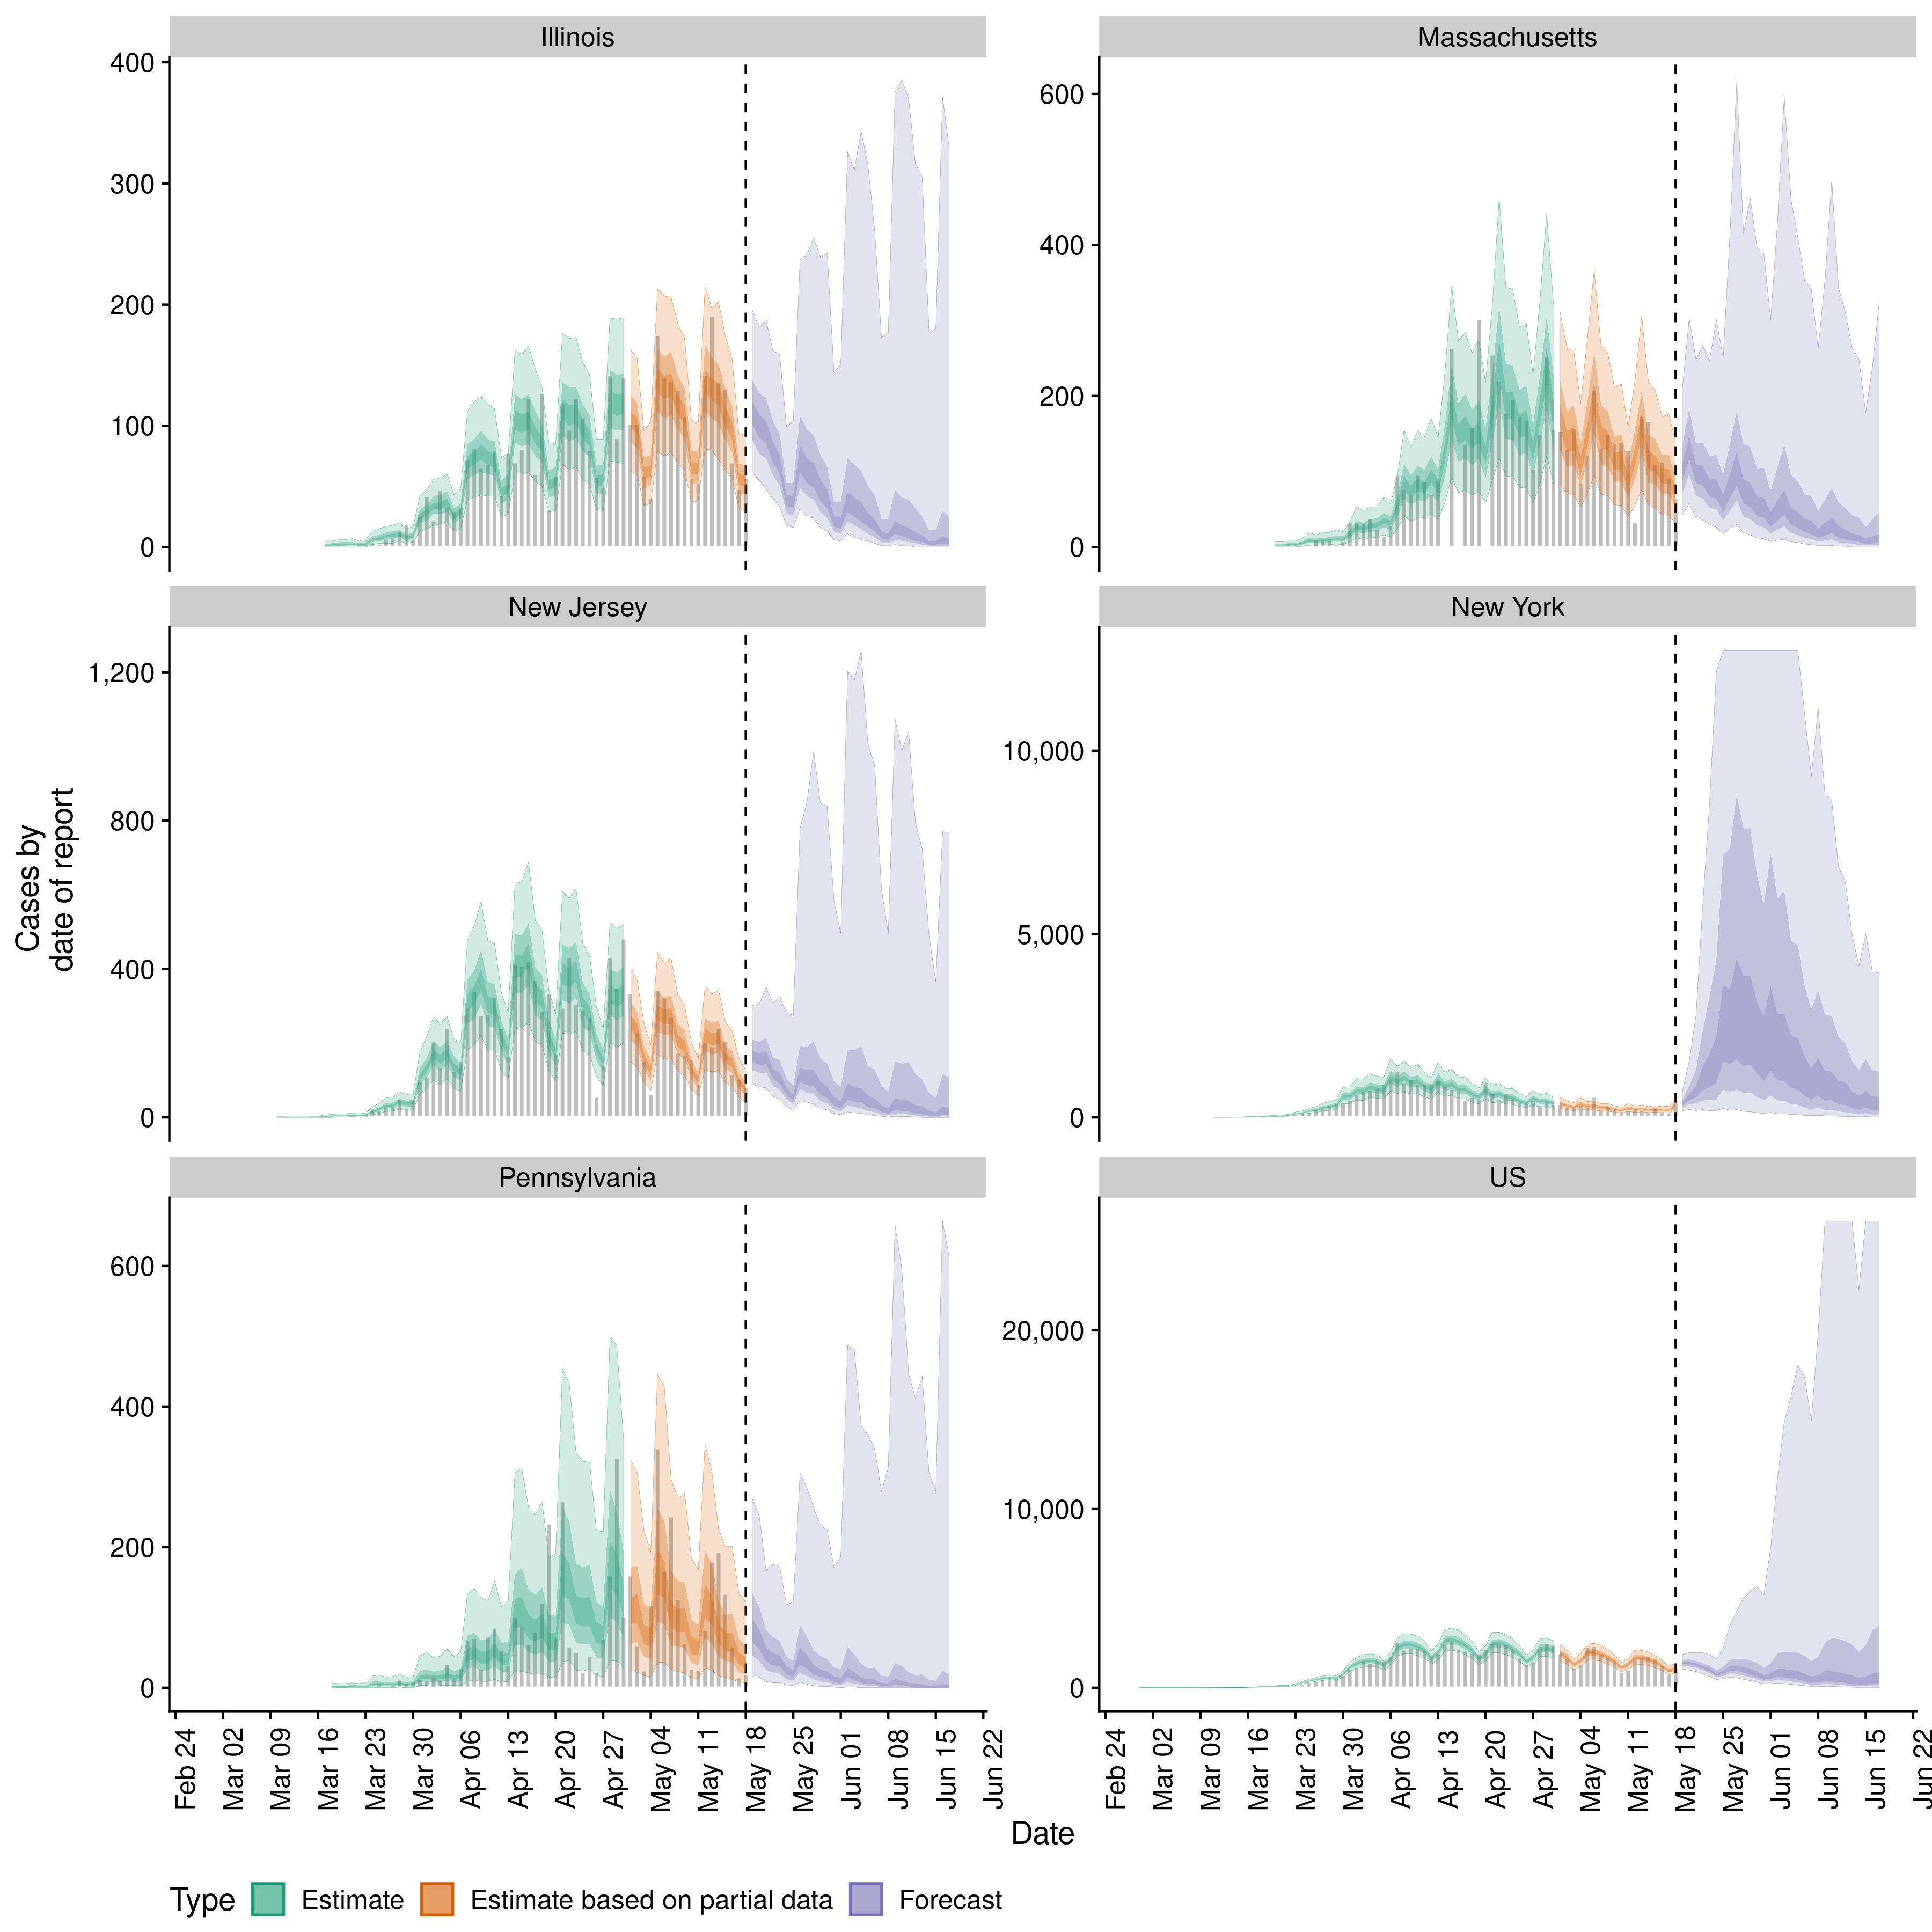 Illinois
Massachusetts
400
300
200
100
0
600
400
200
0
New Jersey
New York
1,200
800
400
0
10,000
5,000
0
Cases by
date of report
Pennsylvania
US
600
400
200
0
20,000
10,000
0
Feb 24
Mar 02
Mar 09
Mar 16
Mar 23
Mar 30
Apr 06
Apr 13
Apr 20
Apr 27
May 04
May 11
May 18
May 25
Jun 01
Jun 08
Jun 15
Jun 22
Feb 24
Mar 02
Mar 09
Mar 16
Mar 23
Mar 30
Apr 06
Apr 13
Apr 20
Apr 27
May 04
May 11
May 18
May 25
Jun 01
Jun 08
Jun 15
Jun 22
Date
Type Estimate Estimate based on partial data Forecast